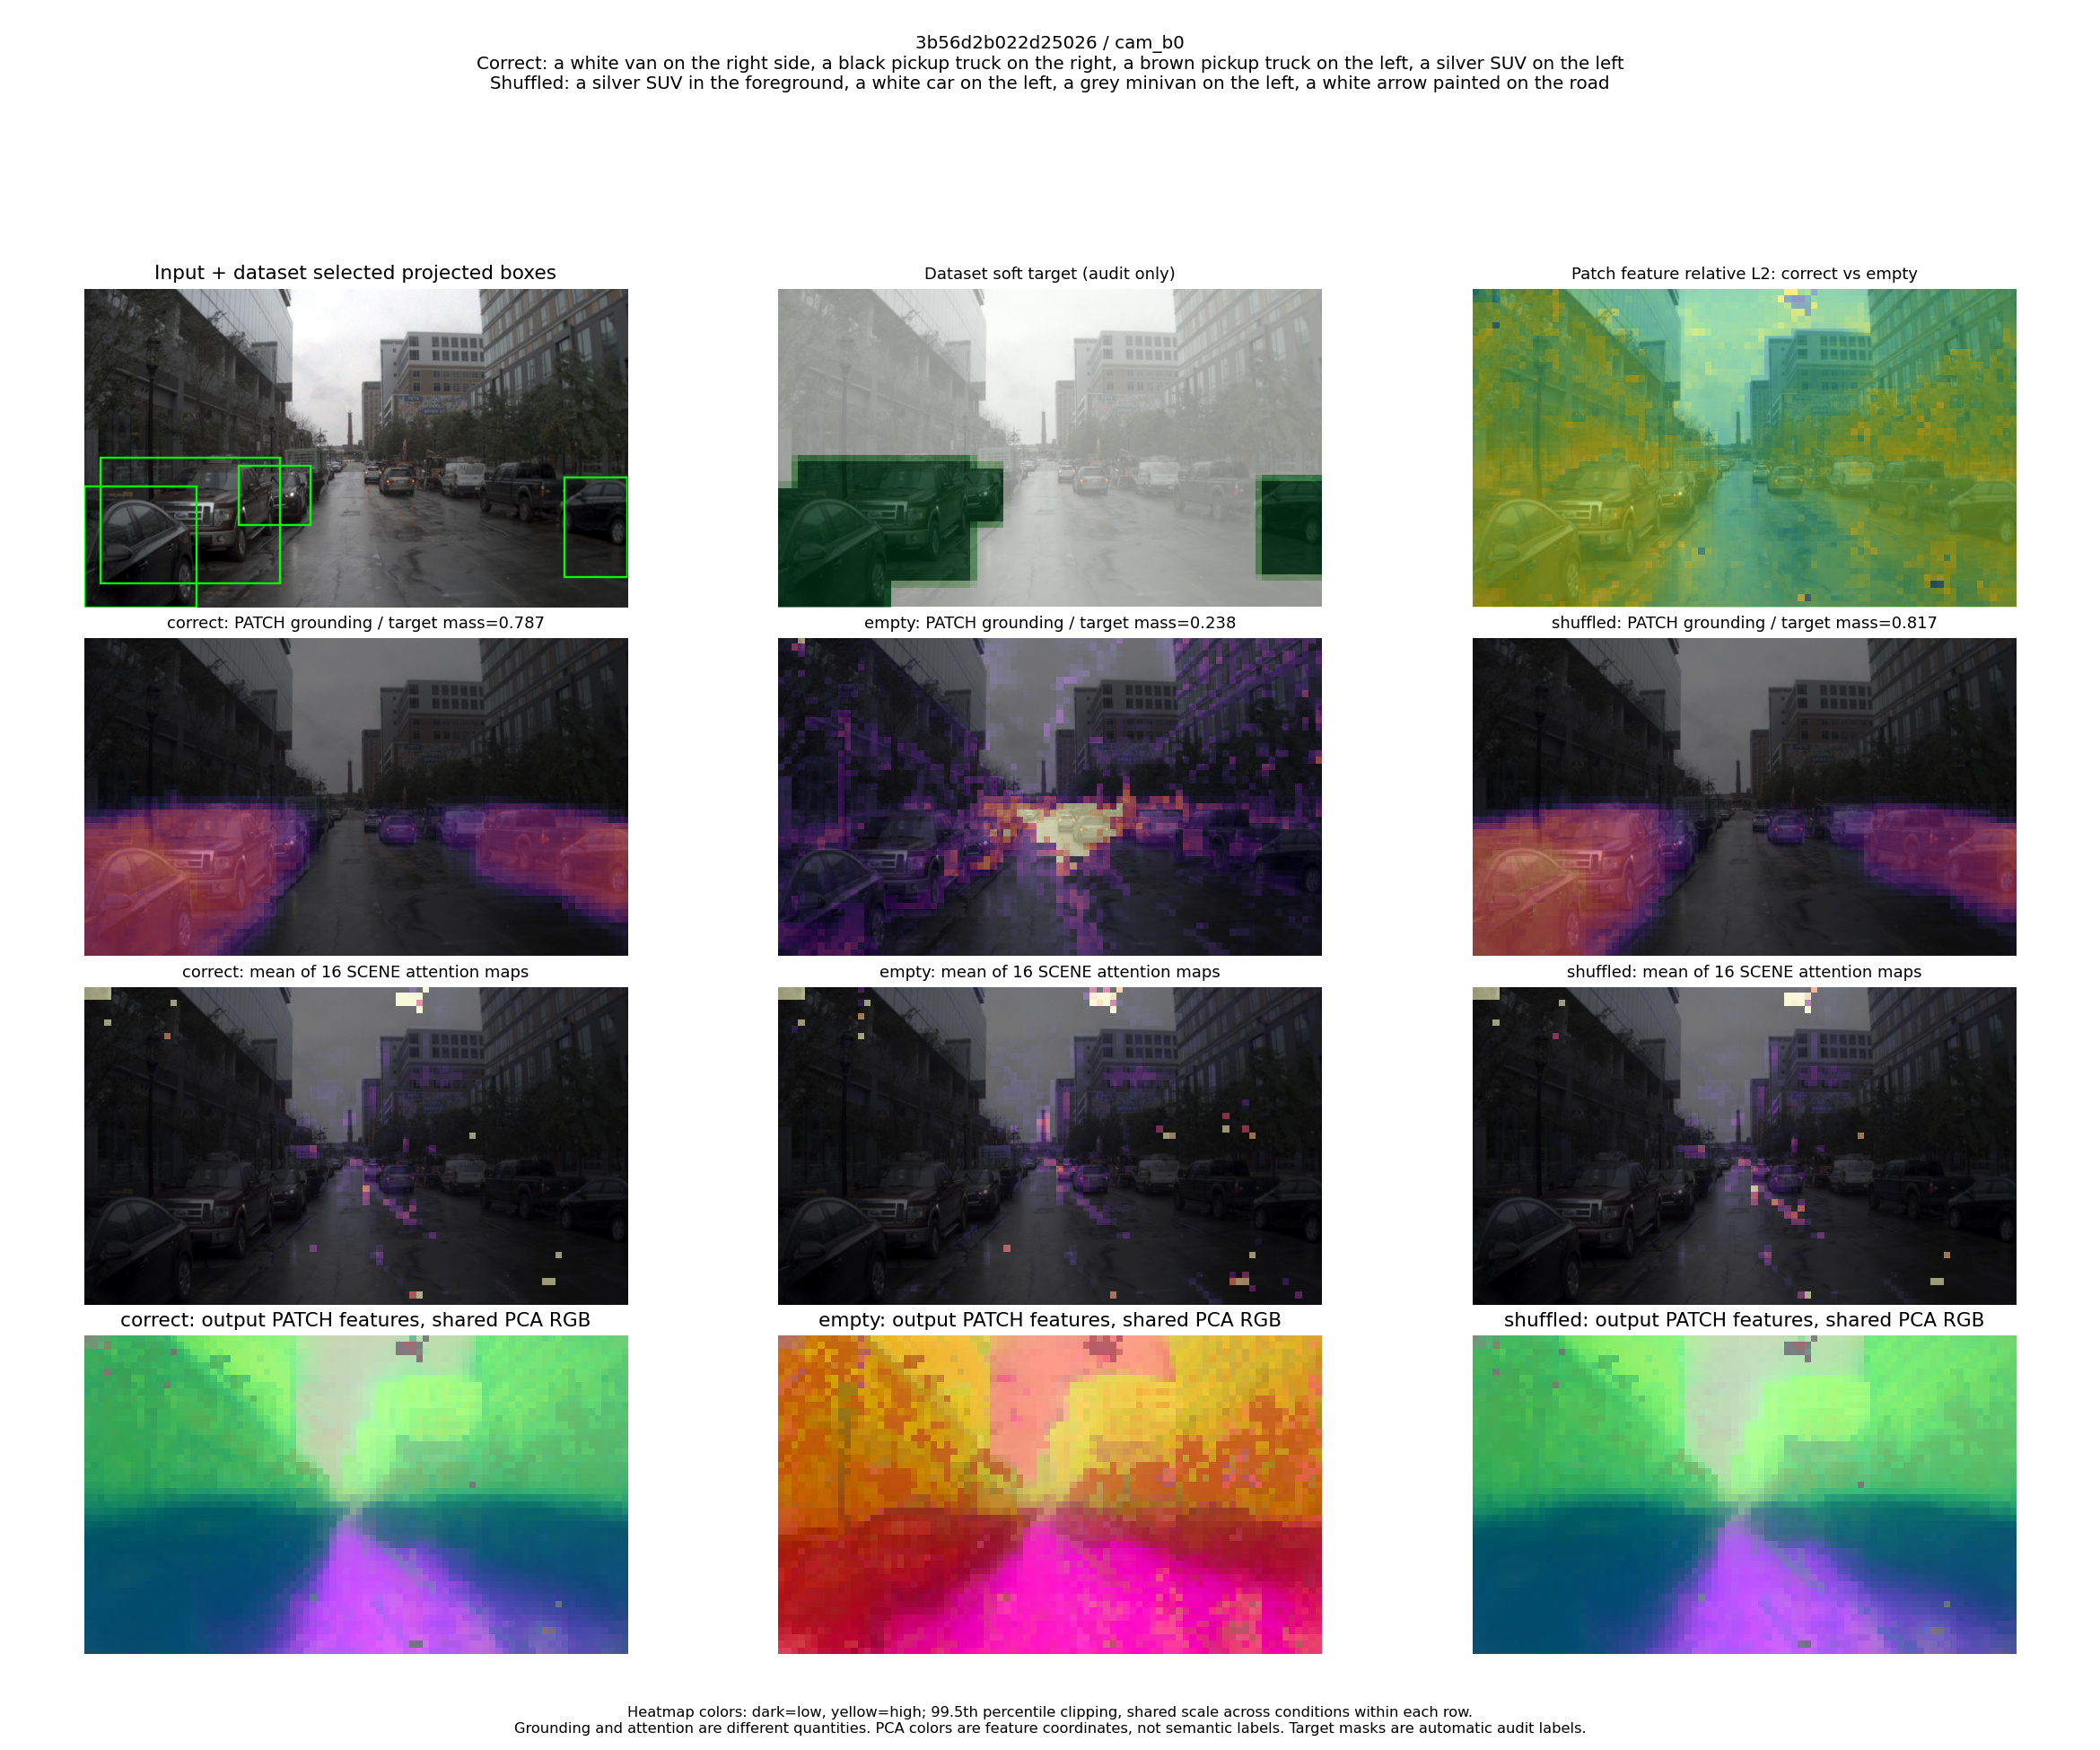 3b56d2b022d25026 / cam_b0
Correct: a white van on the right side, a black pickup truck on the right, a brown pickup truck on the left, a silver SUV on the left
Shuffled: a silver SUV in the foreground, a white car on the left, a grey minivan on the left, a white arrow painted on the road
Input + dataset selected projected boxes
Dataset soft target (audit only)
Patch feature relative L2: correct vs empty
correct: PATCH grounding / target mass=0.787
empty: PATCH grounding / target mass=0.238
shuffled: PATCH grounding / target mass=0.817
correct: mean of 16 SCENE attention maps
empty: mean of 16 SCENE attention maps
shuffled: mean of 16 SCENE attention maps
correct: output PATCH features, shared PCA RGB
empty: output PATCH features, shared PCA RGB
shuffled: output PATCH features, shared PCA RGB
Heatmap colors: dark=low, yellow=high; 99.5th percentile clipping, shared scale across conditions within each row.
Grounding and attention are different quantities. PCA colors are feature coordinates, not semantic labels. Target masks are automatic audit labels.